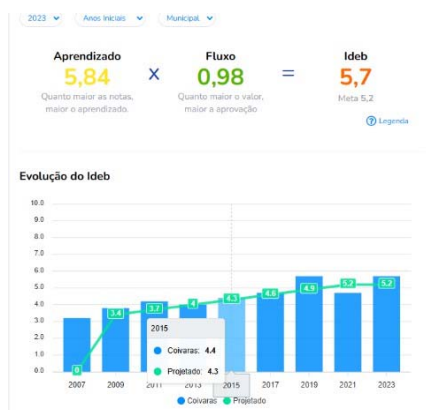 2023 Anos Iniciais Municipal
Aprendizado Fluxo Ideb
5,84 x 0,98 = 5,7
Quanto maior as notas, Quanto maior o valor, Meta 5,2
maior o aprendizado. maior a aprovação
? Legenda
Evolução do Ideb
10.0
9.0
8.0
7.0
6.0
5.0
4.0
3.0
2.0
1.0
0.0
0 3.4 3.7 4 4.3 4.6 4.9 5.2 5.2
2015
Coivaras: 4.4
Projetado: 4.3
2007 2009 2011 2013 2015 2017 2019 2021 2023
Coivaras Projetado